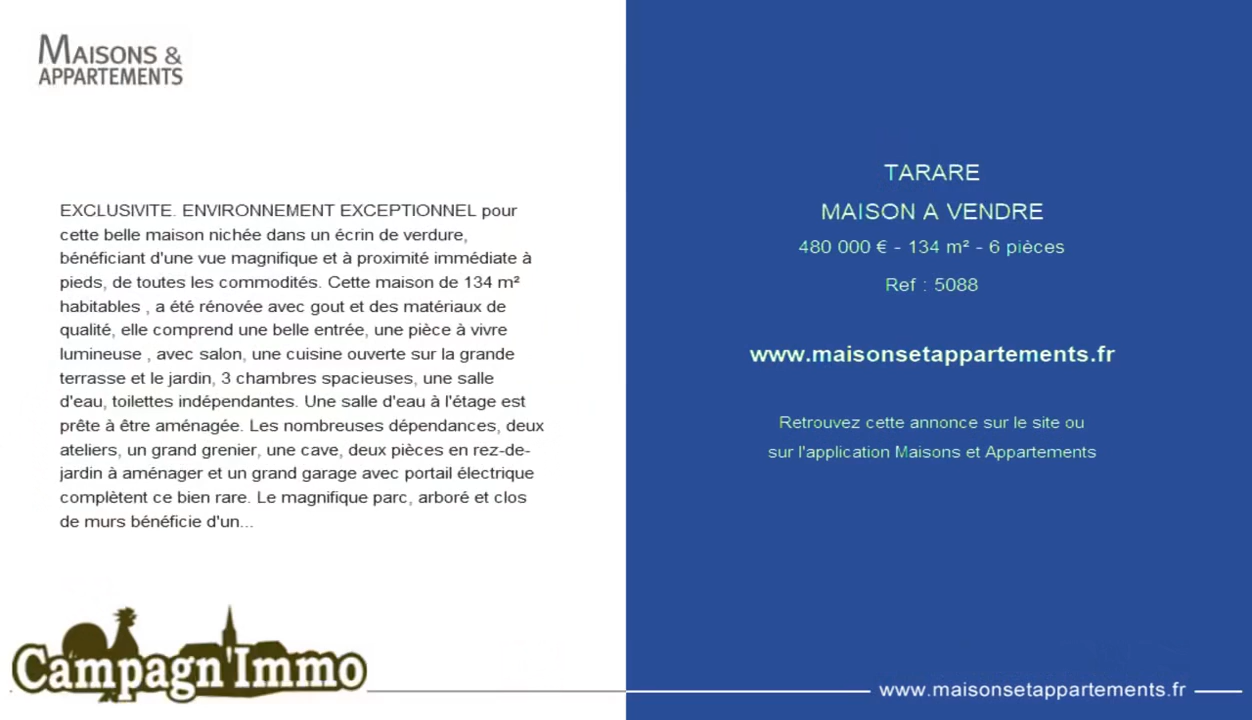 MAISONS &
APPARTEMENTS
EXCLUSIVITE. ENVIRONNEMENT EXCEPTIONNEL pour
cette belle maison nichée dans un écrin de verdure,
bénéficiant d'une vue magnifique et à proximité immédiate à
pieds, de toutes les commodités. Cette maison de 134 m²
habitables , a été rénovée avec gout et des matériaux de
qualité, elle comprend une belle entrée, une pièce à vivre
lumineuse , avec salon, une cuisine ouverte sur la grande
terrasse et le jardin, 3 chambres spacieuses, une salle
d'eau, toilettes indépendantes. Une salle d'eau à l'étage est
prête à être aménagée. Les nombreuses dépendances, deux
ateliers, un grand grenier, une cave, deux pièces en rez-de-
jardin à aménager et un grand garage avec portail électrique
complètent ce bien rare. Le magnifique parc, arboré et clos
de murs bénéficie d'un...
Campagn'Immo
TARARE
MAISON A VENDRE
480 000 € - 134 m² - 6 pièces
Ref : 5088
www.maisonsetappartements.fr
Retrouvez cette annonce sur le site ou
sur l'application Maisons et Appartements
www.maisonsetappartements.fr